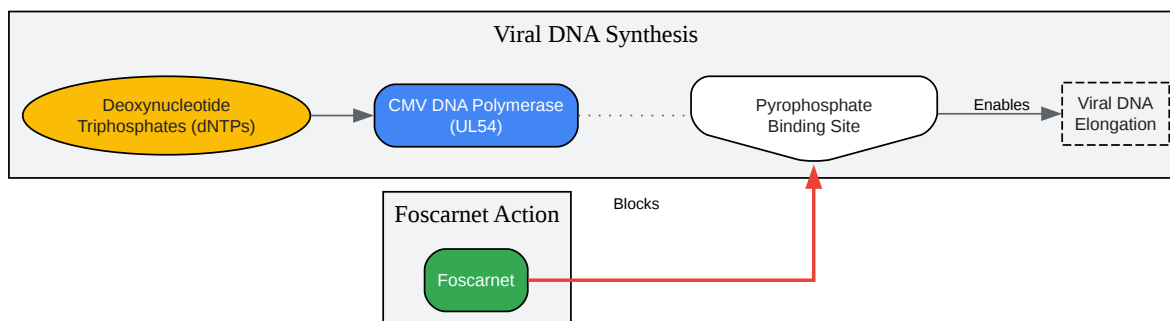 Viral DNA Synthesis
Deoxynucleotide
Triphosphates (dNTPs)
CMV DNA Polymerase
(UL54)
Pyrophosphate
Binding Site
Enables
Viral DNA
Elongation
Foscarnet Action
Blocks
Foscarnet